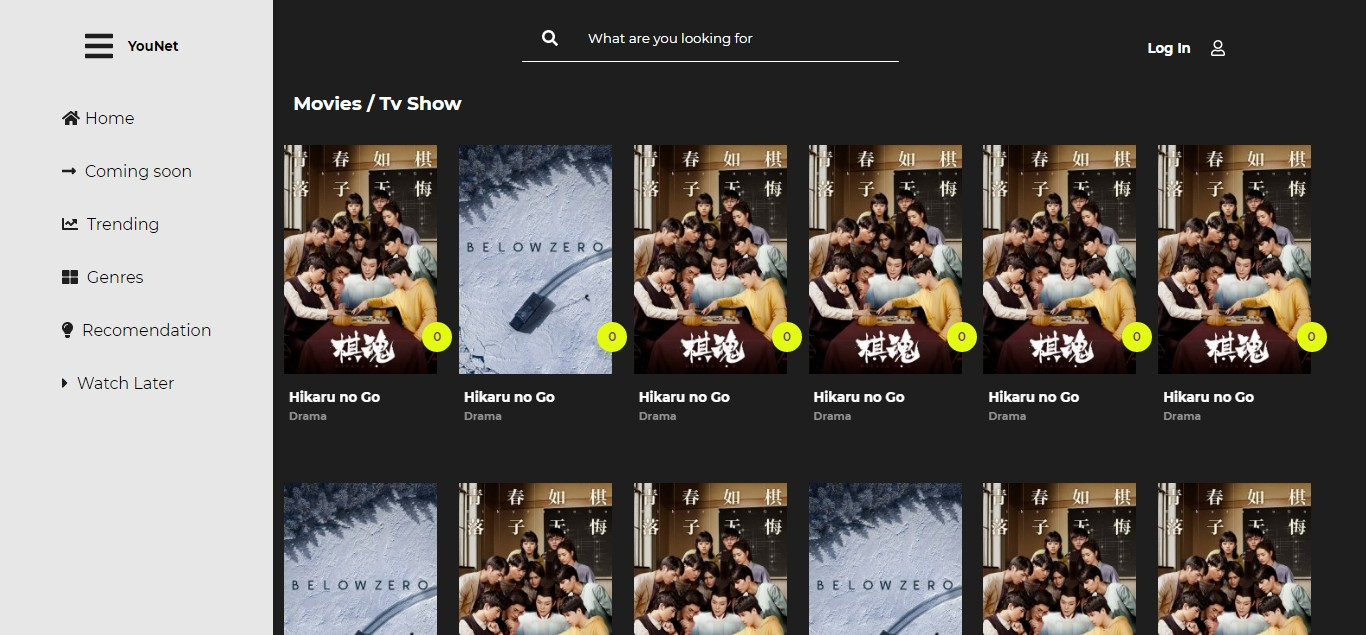 YouNet
What are you looking for
Log In
Home
Coming soon
Trending
Genres
Recomendation
Watch Later
Movies / Tv Show
青 春 如 棋
落 子 无 悔
棋魂
0
BELOWZERO
0
青 春 如 棋
落 子 无 悔
棋魂
0
青 春 如 棋
落 子 无 悔
棋魂
0
青 春 如 棋
落 子 无 悔
棋魂
0
青 春 如 棋
落 子 无 悔
棋魂
0
Hikaru no Go
Drama
Hikaru no Go
Drama
Hikaru no Go
Drama
Hikaru no Go
Drama
Hikaru no Go
Drama
Hikaru no Go
Drama
BELOWZERO
青 春 如 棋
落 子 无 悔
青 春 如 棋
落 子 无 悔
BELOWZERO
青 春 如 棋
落 子 无 悔
青 春 如 棋
落 子 无 悔